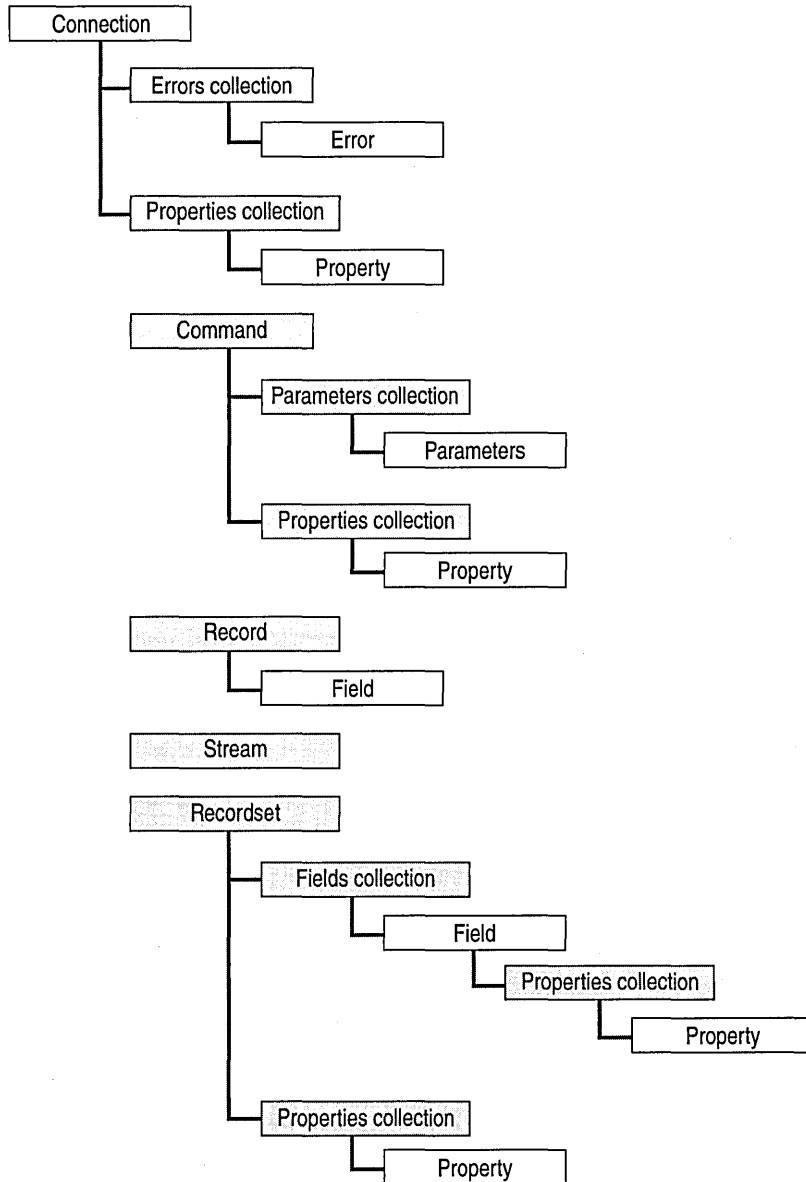 Connection
Errors collection
Error
Properties collection
Property
Command
Parameters collection
Parameters
Properties collection
Property
Record
Field
Stream
Recordset
Fields collection
Field
Properties collection
Property
Properties collection
Property